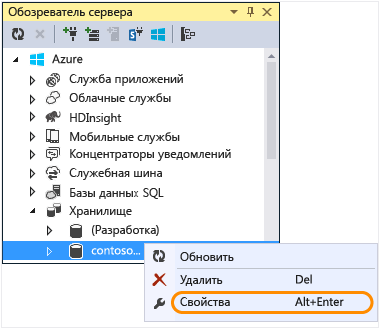 Обозреватель сервера
Azure
Служба приложений
Облачные службы
HDInsight
Мобильные службы
Концентраторы уведомлений
Служебная шина
Базы данных SQL
Хранилище
(Разработка)
contoso...
Обновить
Удалить Del
Свойства Alt+Enter